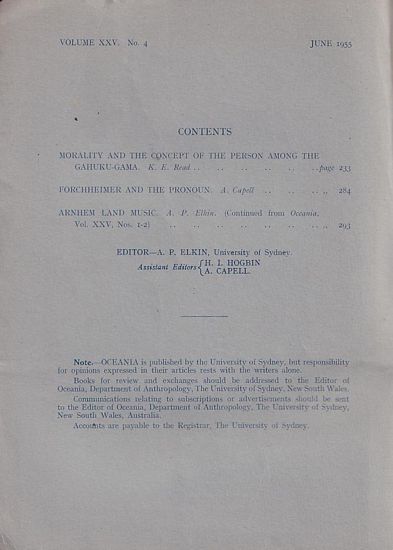 VOLUME XXV. No. 4 JUNE 1955
CONTENTS
MORALITY AND THE CONCEPT OF THE PERSON AMONG THE
GAHUKU-GAMA. K. E. Read .. .. .. .. .. .. page 233
FORCHHEIMER AND THE PRONOUN. A. Capell .. .. .. .. „ 284
ARNHEM LAND MUSIC. A. P. Elkin. (Continued from Oceania,
Vol. XXV, Nos. 1-2) .. .. .. .. .. .. .. „ 293
EDITOR—A. P. ELKIN, University of Sydney.
Assistant Editors { H. I. HOGBIN
A. CAPELL.
Note.—OCEANIA is published by the University of Sydney, but responsibility
for opinions expressed in their articles rests with the writers alone.
Books for review and exchanges should be addressed to the Editor of
Oceania, Department of Anthropology, The University of Sydney, New South Wales.
Communications relating to subscriptions or advertisements should be sent
to the Editor of Oceania, Department of Anthropology, The University of Sydney,
New South Wales, Australia.
Accounts are payable to the Registrar, The University of Sydney.